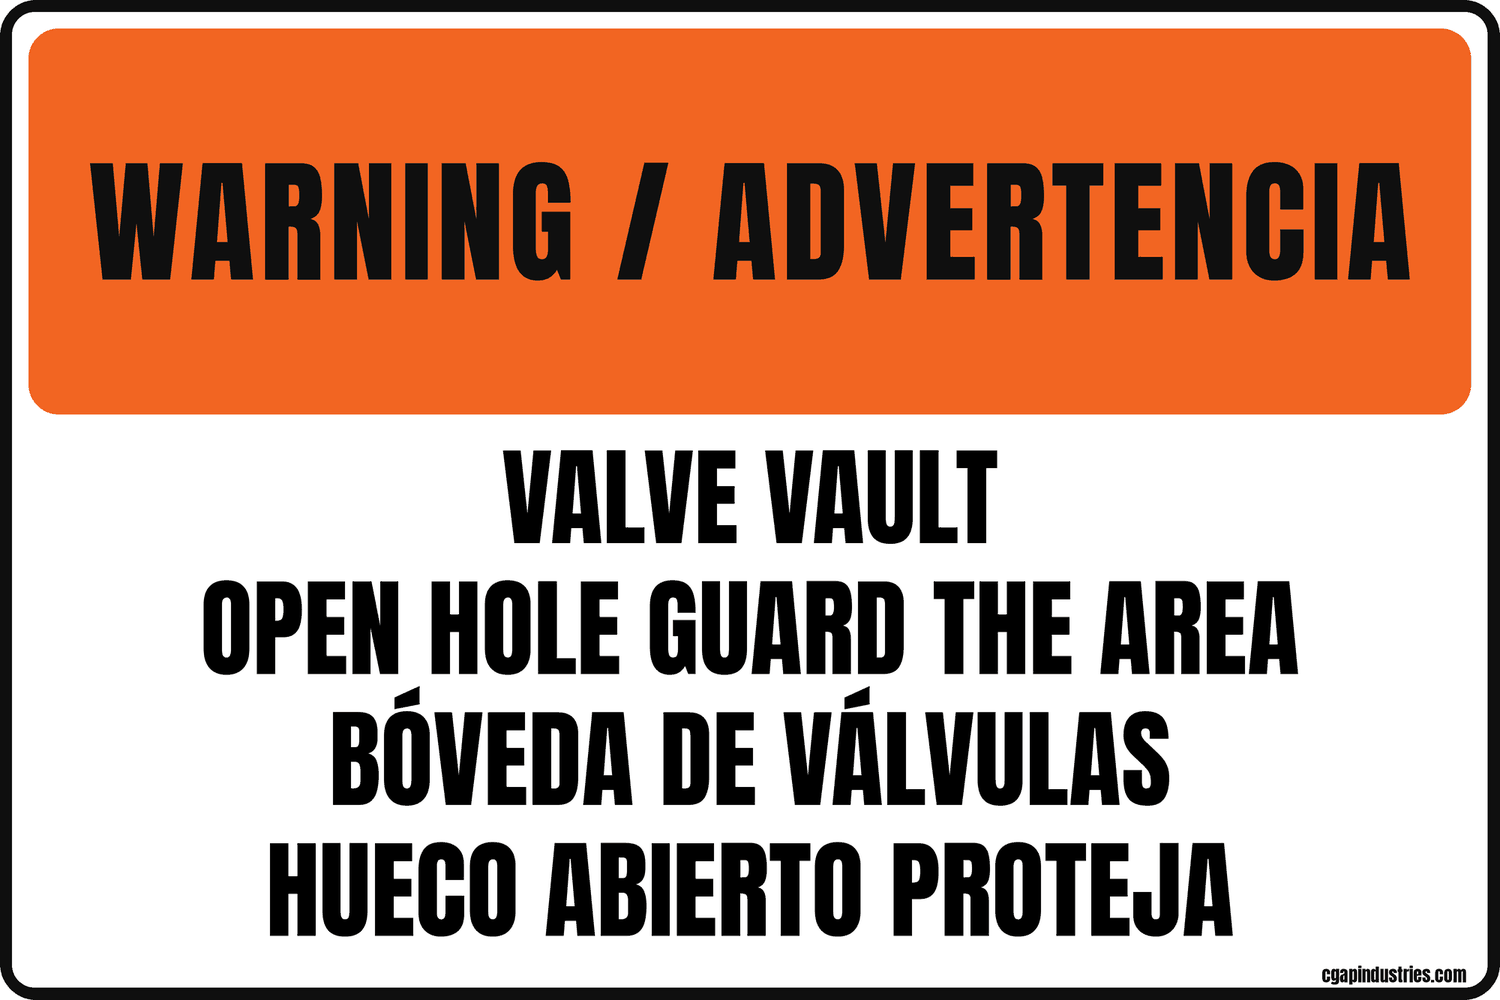 WARNING / ADVERTENCIA
VALVE VAULT
OPEN HOLE GUARD THE AREA
BÓVEDA DE VÁLVULAS
HUECO ABIERTO PROTEJA
cgapindustries.com